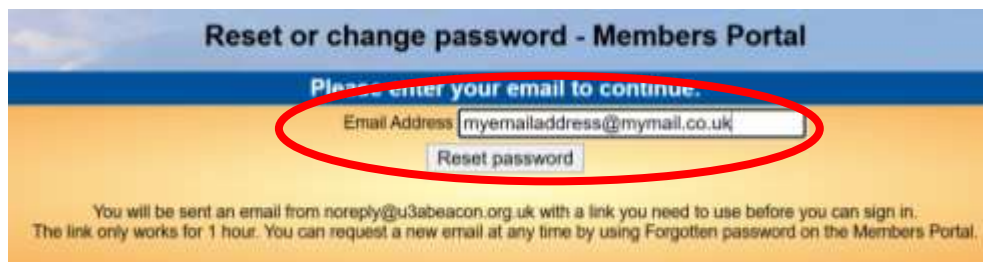 Reset or change password - Members Portal
Please enter your email to continue.
Email Address myemailaddress@mymail.co.uk
Reset password
You will be sent an email from noreply@u3abeacon.org.uk with a link you need to use before you can sign in.
The link only works for 1 hour. You can request a new email at any time by using Forgotten password on the Members Portal.